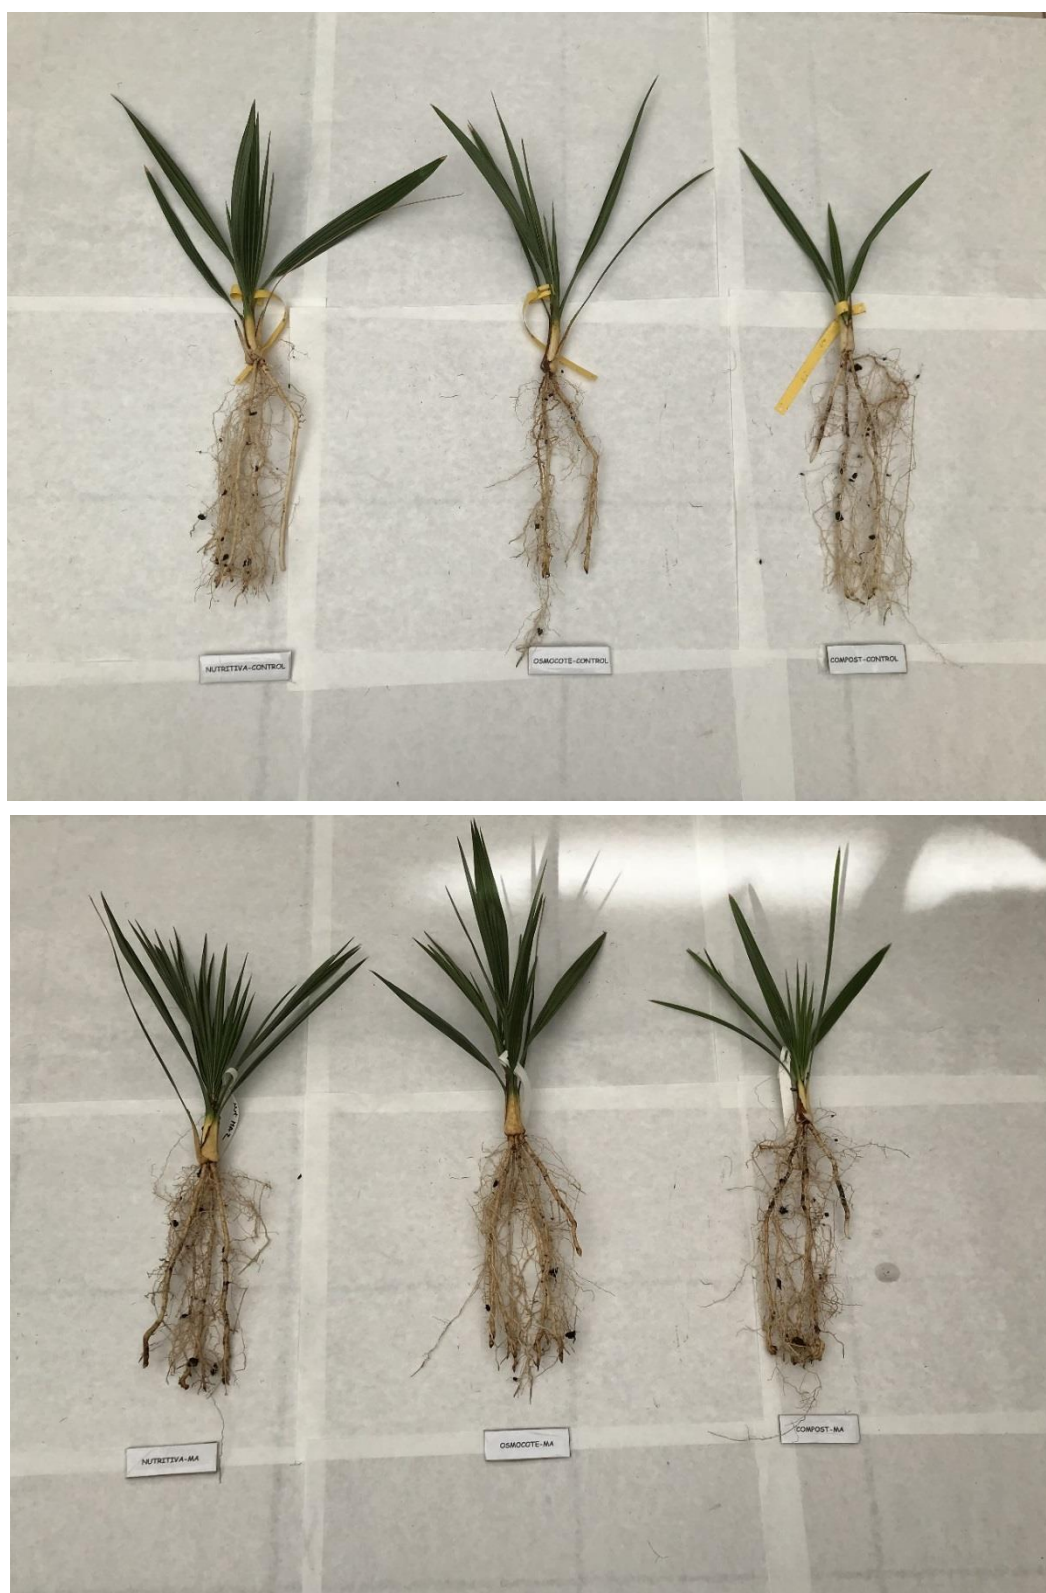 NUTRITIVA-CONTROL
OSMOCOTE-CONTROL
COMPOST-CONTROL
NUTRITIVA-MA
OSMOCOTE-MA
COMPOST-MA